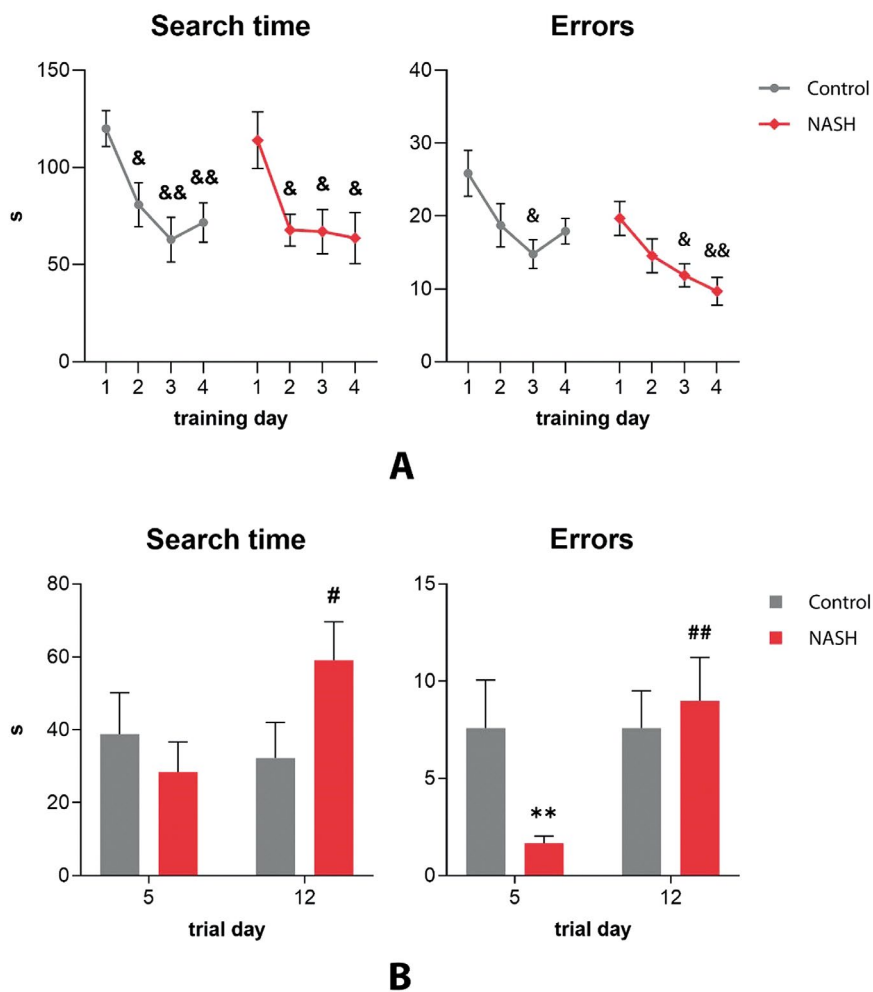 Search time
Errors
150
100
50
0
s
& && && & & &
1 2 3 4 1 2 3 4
training day
40
30
20
10
0
& & &&
1 2 3 4 1 2 3 4
training day
Control
NASH
A
Search time
Errors
80
60
40
20
0
s
#
5 12
trial day
15
10
5
0
** ##
5 12
trial day
Control
NASH
B